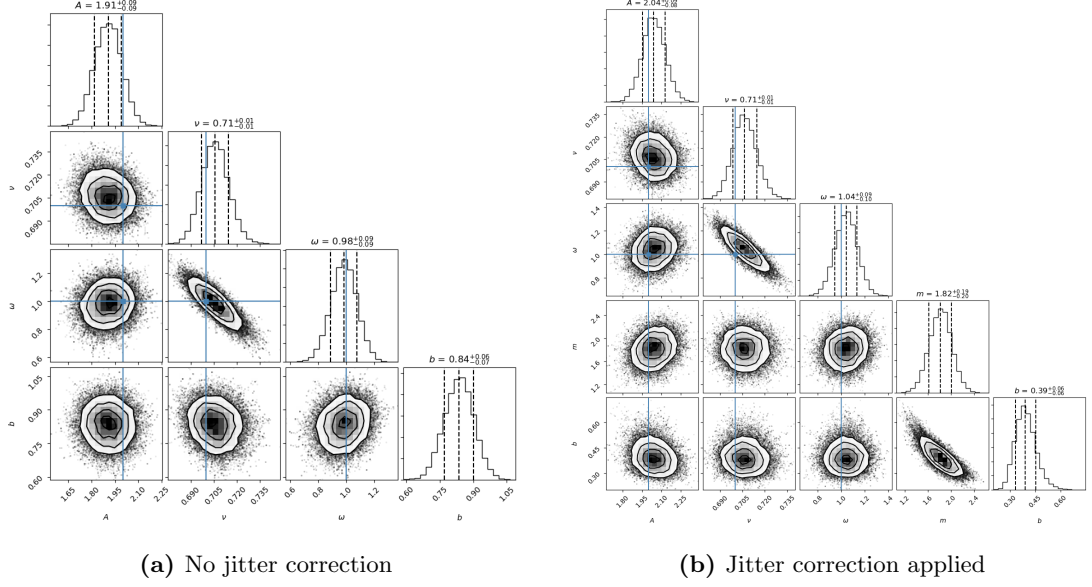 A = 1.91+0.09 −0.09
ν = 0.71+0.01 −0.01
ω = 0.98+0.09 −0.09
b = 0.84+0.06 −0.07
ν
0.735
0.720
0.705
0.690
ω
1.2
1.0
0.8
0.6
b
1.05
0.90
0.75
0.60
1.65
1.80
1.95
2.10
2.25
A
0.690
0.705
0.720
0.735
ν
0.6
0.8
1.0
1.2
ω
0.60
0.75
0.90
1.05
b
(a) No jitter correction
ν = 0.71+0.01 −0.01
ω = 1.04+0.09 −0.10
m = 1.82+0.19 −0.20
b = 0.39+0.06 −0.06
ν
0.735
0.720
0.705
0.690
ω
1.4
1.2
1.0
0.8
m
2.4
2.0
1.6
1.2
b
0.60
0.45
0.30
1.80
1.95
2.10
2.25
A
0.690
0.705
0.720
0.735
ν
0.8
1.0
1.2
1.4
ω
1.2
1.6
2.0
2.4
m
0.30
0.45
0.60
b
(b) Jitter correction applied